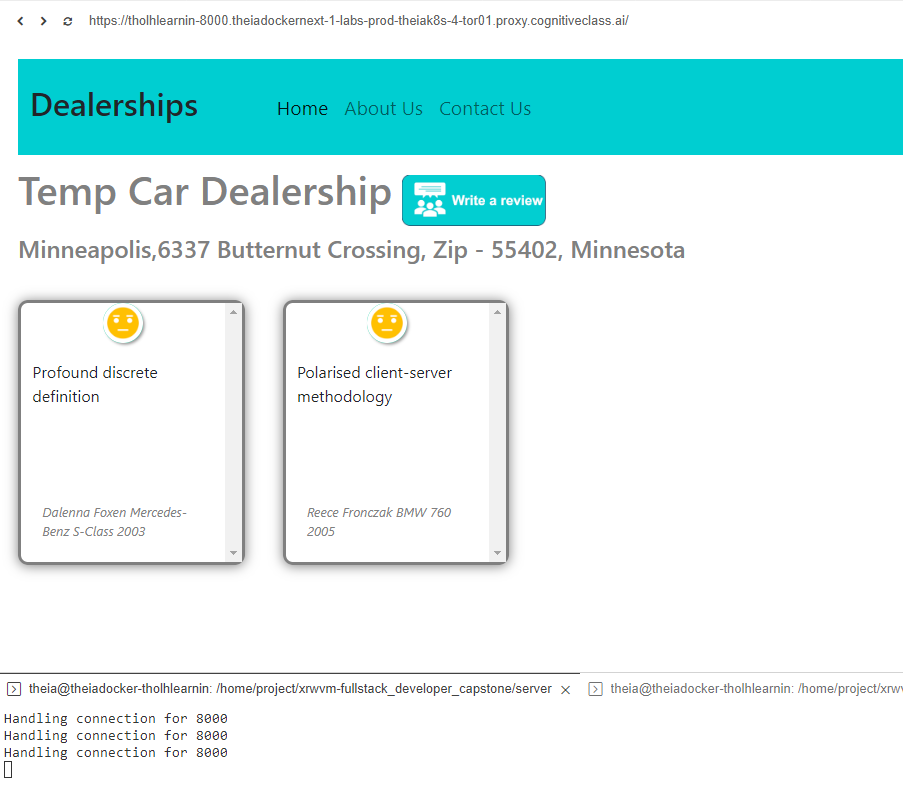 https://tholhlearnin-8000.theiadockernext-1-labs-prod-theiak8s-4-tor01.proxy.cognitiveclass.ai/
Dealerships Home About Us Contact Us
Temp Car Dealership Write a review
Minneapolis,6337 Butternut Crossing, Zip - 55402, Minnesota
Profound discrete
definition
Dalenna Foxen Mercedes-
Benz S-Class 2003
Polarised client-server
methodology
Reece Fronczak BMW 760
2005
theia@theiadocker-tholhlearnin: /home/project/xrwvm-fullstack_developer_capstone/server
theia@theiadocker-tholhlearnin: /home/project/xrwv
Handling connection for 8000
Handling connection for 8000
Handling connection for 8000